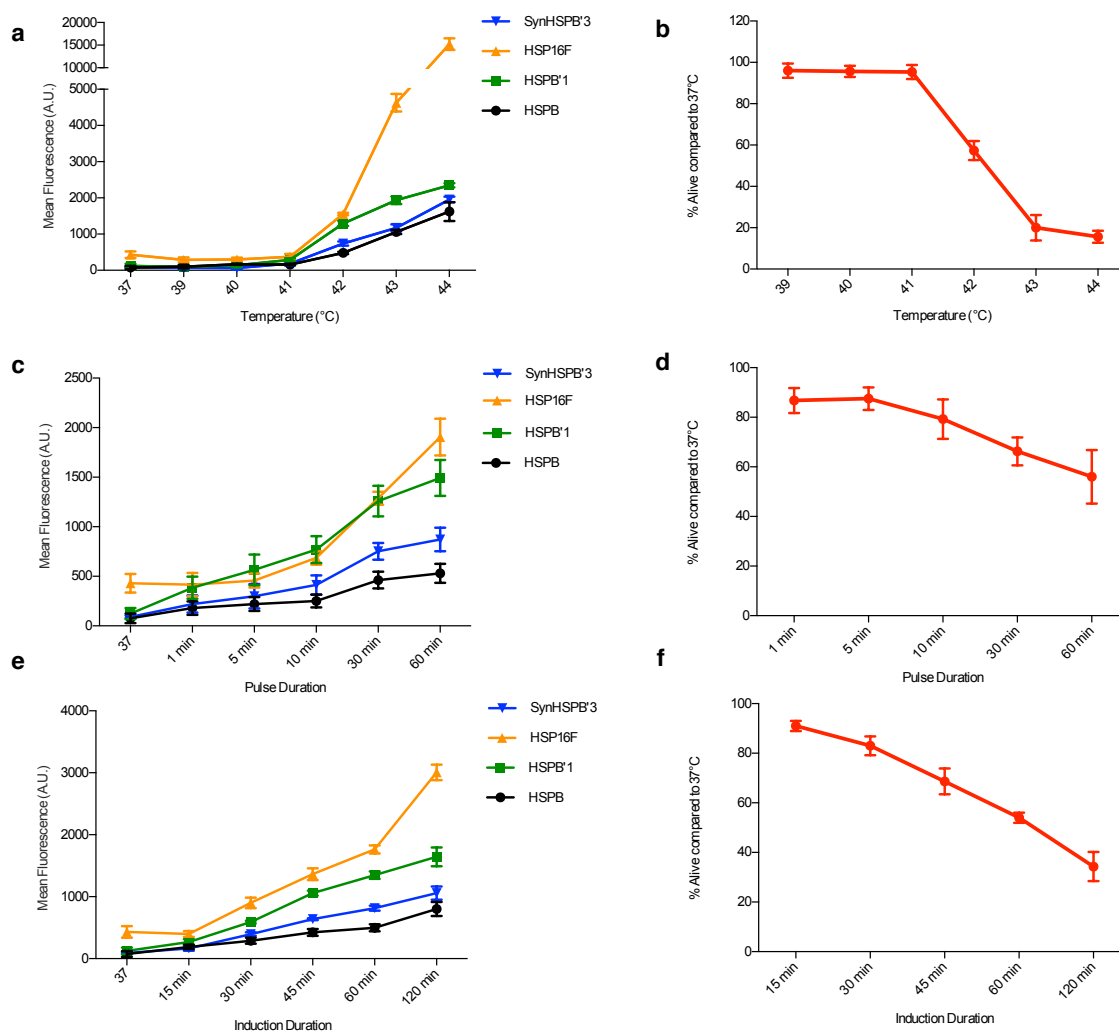 a
SynHSPB'3
HSP16F
HSPB'1
HSPB
Mean Fluorescence (A.U.)
20000
15000
10000
5000
4000
3000
2000
1000
0
37
39
40
41
42
43
44
Temperature (°C)
b
% Alive compared to 37°C
120
100
80
60
40
20
0
39
40
41
42
43
44
Temperature (°C)
c
SynHSPB'3
HSP16F
HSPB'1
HSPB
Mean Fluorescence (A.U.)
2500
2000
1500
1000
500
0
37
1 min
5 min
10 min
30 min
60 min
Pulse Duration
d
% Alive compared to 37°C
100
80
60
40
20
0
1 min
5 min
10 min
30 min
60 min
Pulse Duration
e
SynHSPB'3
HSP16F
HSPB'1
HSPB
Mean Fluorescence (A.U.)
4000
3000
2000
1000
0
37
15 min
30 min
45 min
60 min
120 min
Induction Duration
f
% Alive compared to 37°C
100
80
60
40
20
0
15 min
30 min
45 min
60 min
120 min
Induction Duration